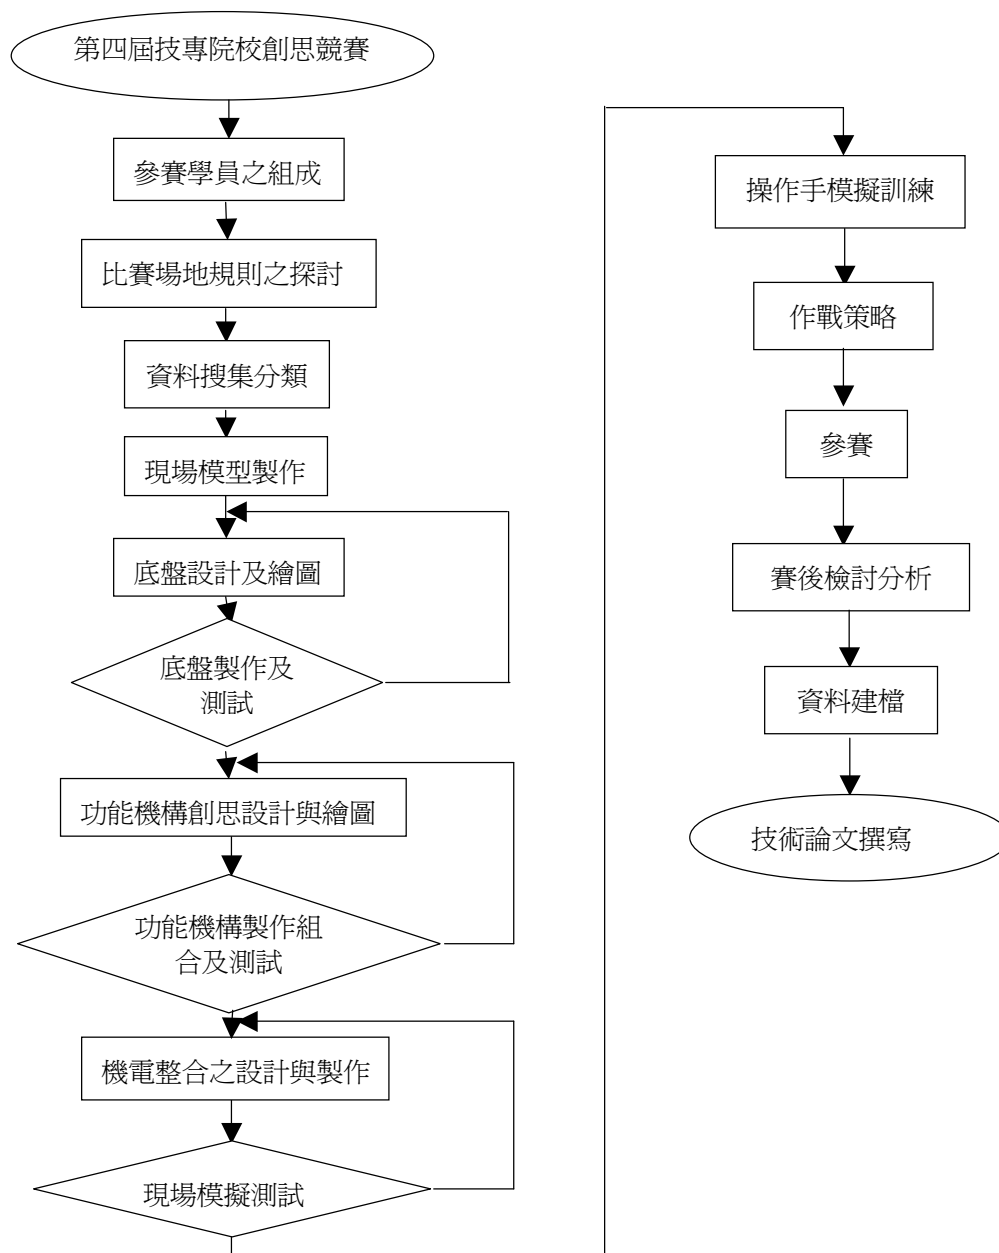 第四屆技專院校創思競賽
參賽學員之組成
比賽場地規則之探討
資料搜集分類
現場模型製作
底盤設計及繪圖
底盤製作及
測試
功能機構創思設計與繪圖
功能機構製作組
合及測試
機電整合之設計與製作
現場模擬測試
操作手模擬訓練
作戰策略
參賽
賽後檢討分析
資料建檔
技術論文撰寫